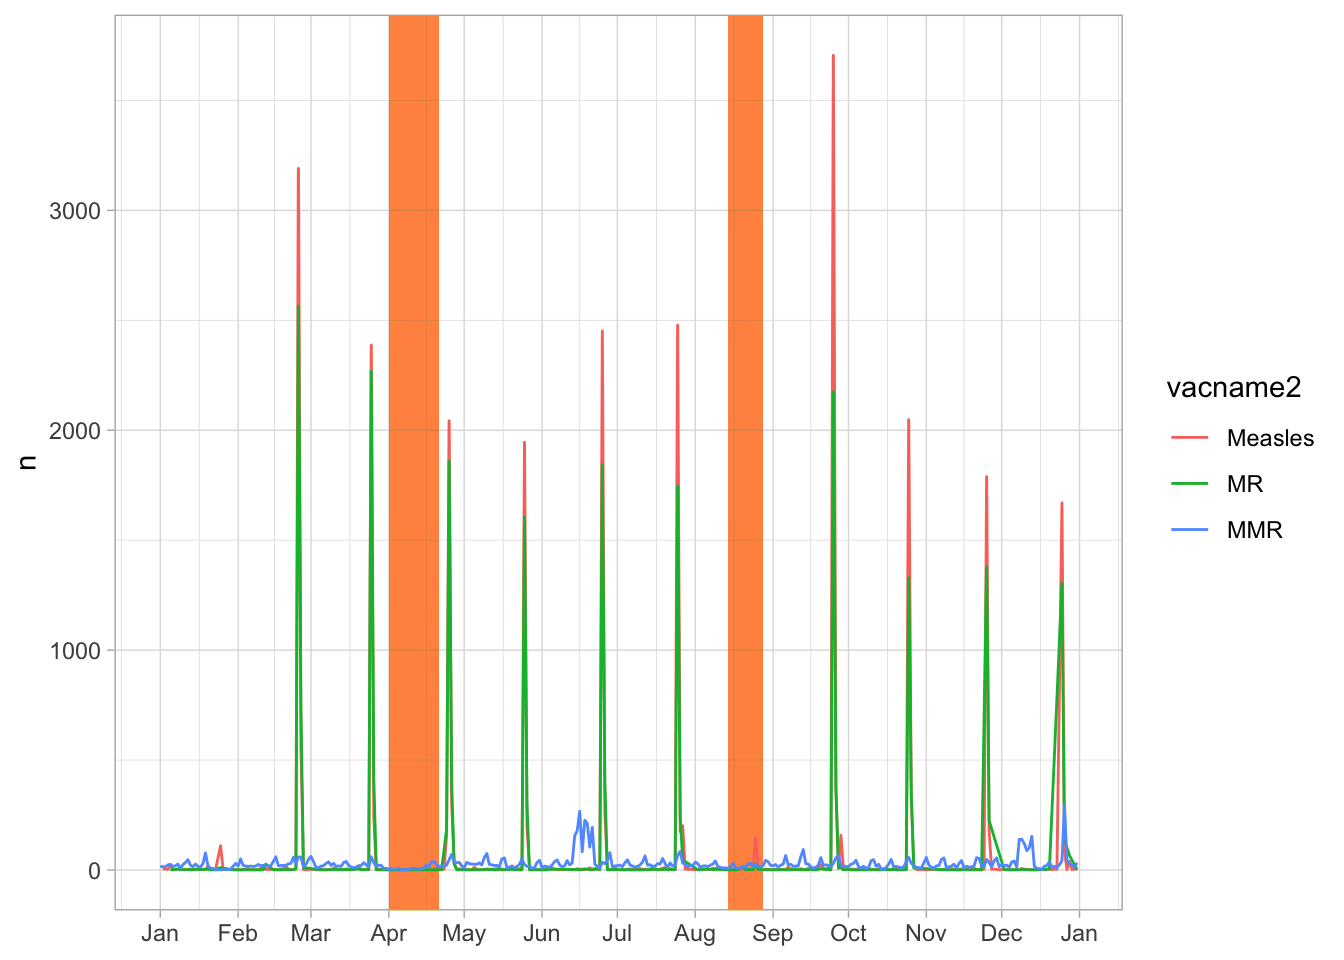 3000
2000
1000
0
n
Jan Feb Mar Apr May Jun Jul Aug Sep Oct Nov Dec Jan
vacname2
Measles
MR
MMR